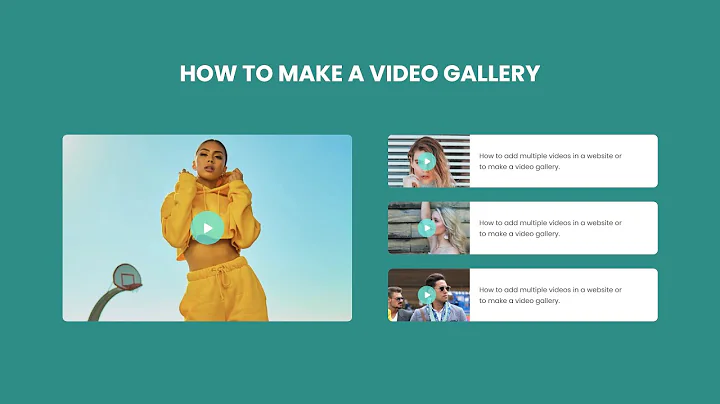 HOW TO MAKE A VIDEO GALLERY
How to add multiple videos in a website or
to make a video gallery.
How to add multiple videos in a website or
to make a video gallery.
How to add multiple videos in a website or
to make a video gallery.